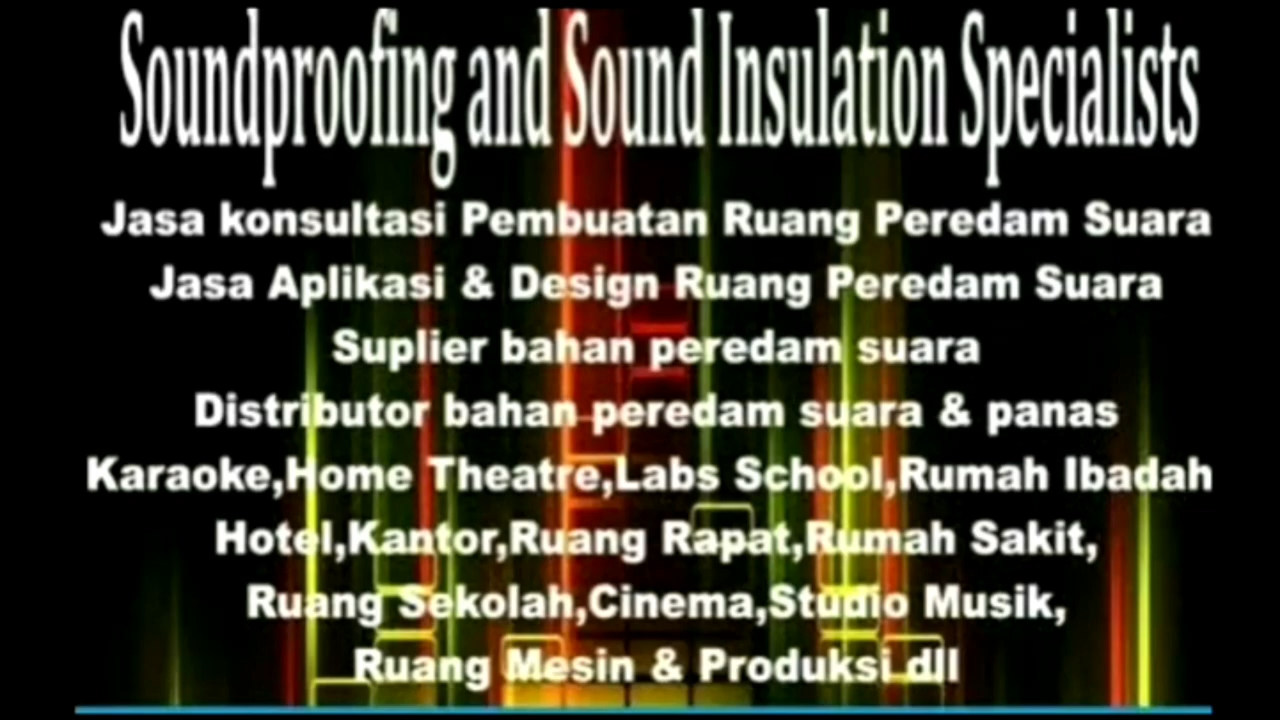 Soundproofing and Sound Insulation Specialists
Jasa konsultasi Pembuatan Ruang Peredam Suara
Jasa Aplikasi & Design Ruang Peredam Suara
Suplier bahan peredam suara
Distributor bahan peredam suara & panas
Karaoke,Home Theatre,Labs School,Rumah Ibadah
Hotel,Kantor,Ruang Rapat,Rumah Sakit,
Ruang Sekolah,Cinema,Studio Musik,
Ruang Mesin & Produksi dll